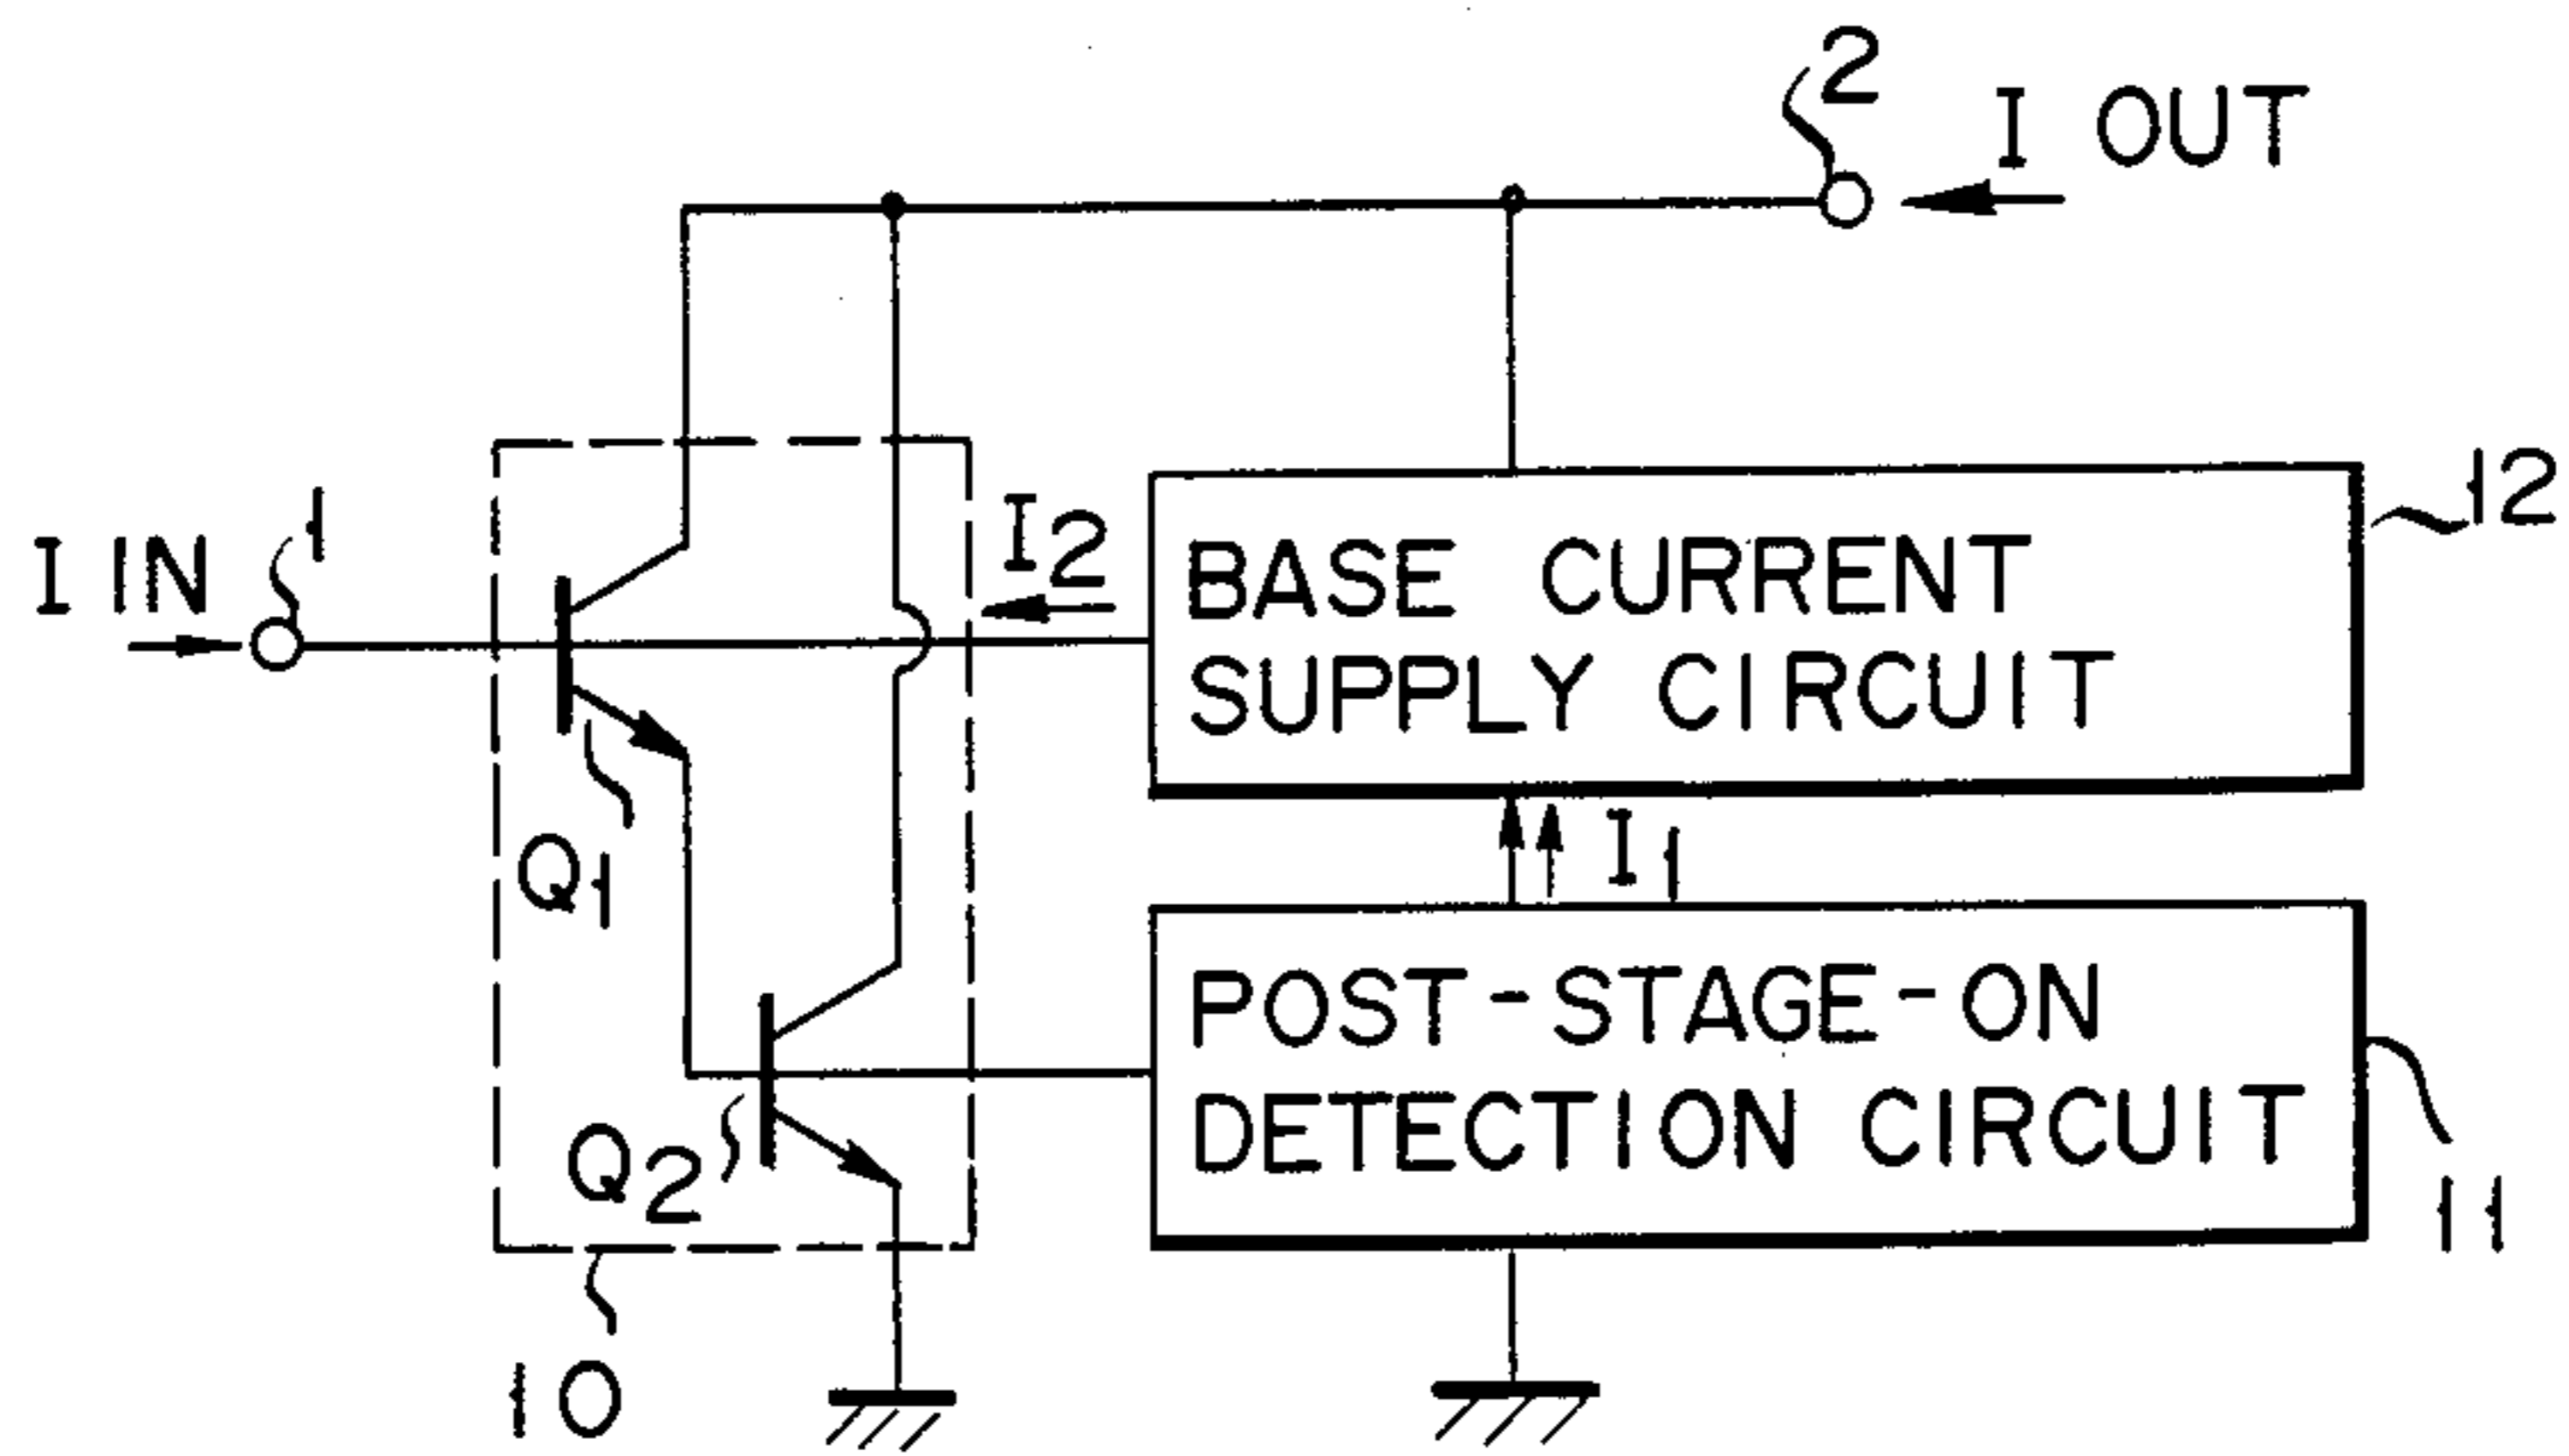 2
I OUT
1
I IN
I2
BASE CURRENT
SUPPLY CIRCUIT
12
Q1
I1
POST-STAGE-ON
DETECTION CIRCUIT
Q2
11
10